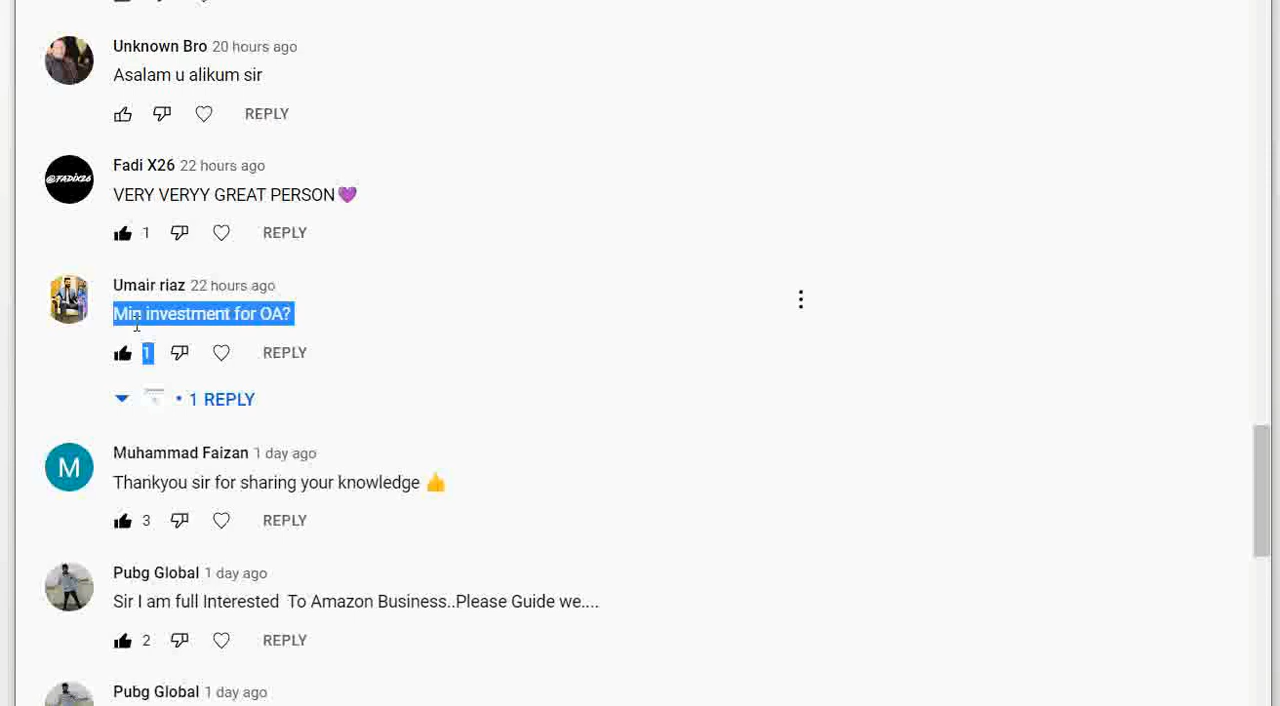 Unknown Bro 20 hours ago
Asalam u alikum sir
REPLY
@FADIX26
Fadi X26 22 hours ago
VERY VERYY GREAT PERSON💜
1 REPLY
Umair riaz 22 hours ago
Min investment for OA?
1 REPLY
• 1 REPLY
M
Muhammad Faizan 1 day ago
Thankyou sir for sharing your knowledge 👍
3 REPLY
Pubg Global 1 day ago
Sir I am full Interested To Amazon Business..Please Guide we....
2 REPLY
Pubg Global 1 day ago